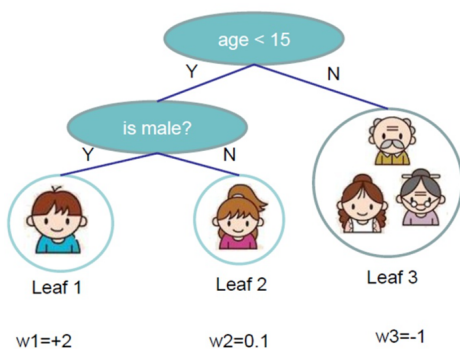 age < 15
Y
N
is male?
Y
N
Leaf 1
Leaf 2
Leaf 3
w1=+2
w2=0.1
w3=-1